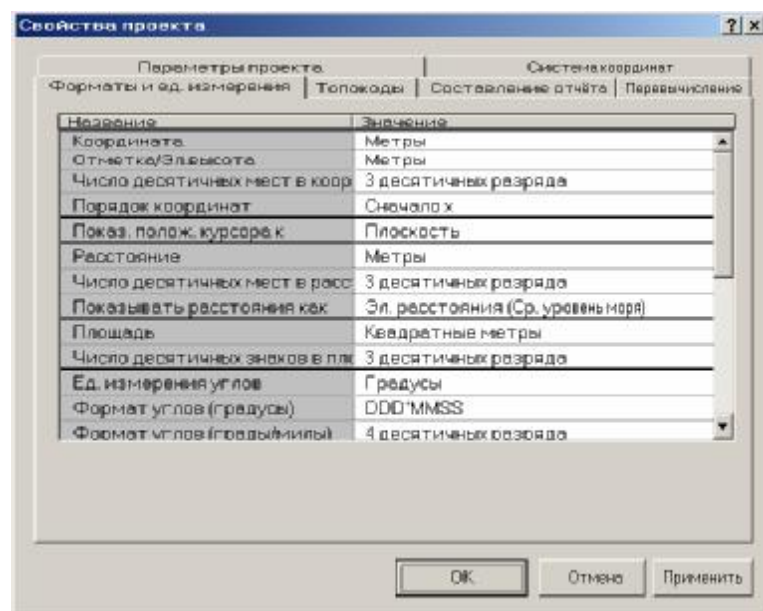 Свойства проекта
Параметры проекта Система координат
Форматы и ед. измерения Топокоды Составление отчёта Перевычисление
Название Значение
Координата Метры
Отметка/Эл.высота Метры
Число десятичных мест в коор 3 десятичных разряда
Порядок координат Сначало х
Показ. полож. курсора к Плоскость
Расстояние Метры
Число десятичных мест в расс 3 десятичных разряда
Показывать расстояния как Эл. расстояния (Ср. уровень моря)
Площадь Квадратные метры
Число десятичных знаков в пло 3 десятичных разряда
Ед. измерения углов Градусы
Формат углов (градусы) DDD°MMSS
Формат углов (грады/милы) 4 десятичных разряда
OK Отмена Применить